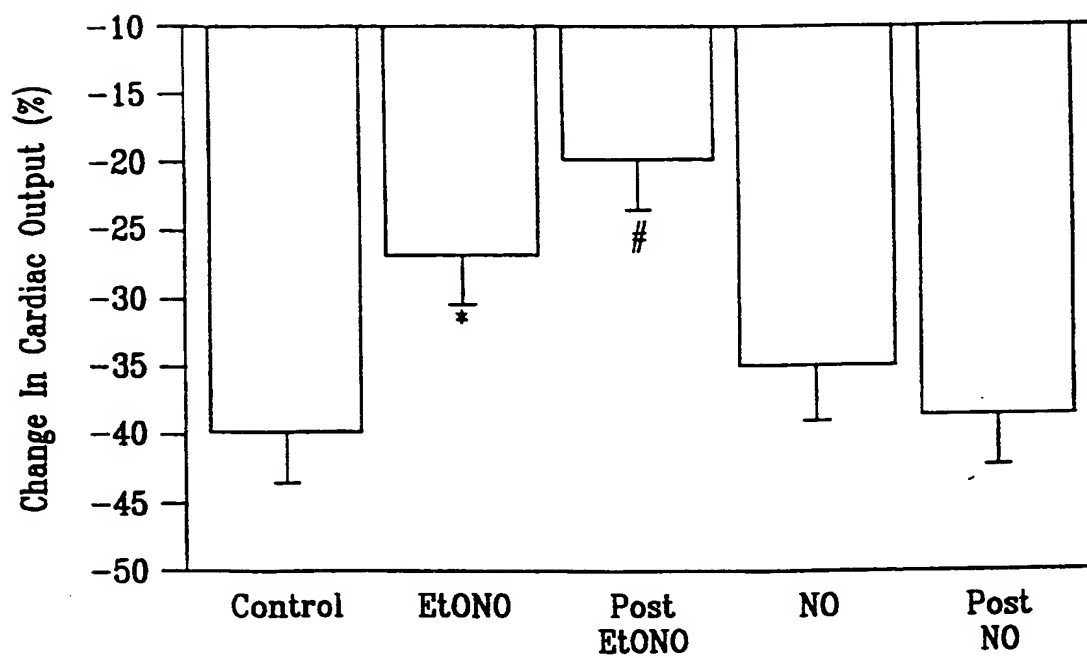 Change In Cardiac Output (%)
-10
-15
-20
-25
-30
-35
-40
-45
-50
*
#
Control
EtONO
Post
EtONO
NO
Post
NO